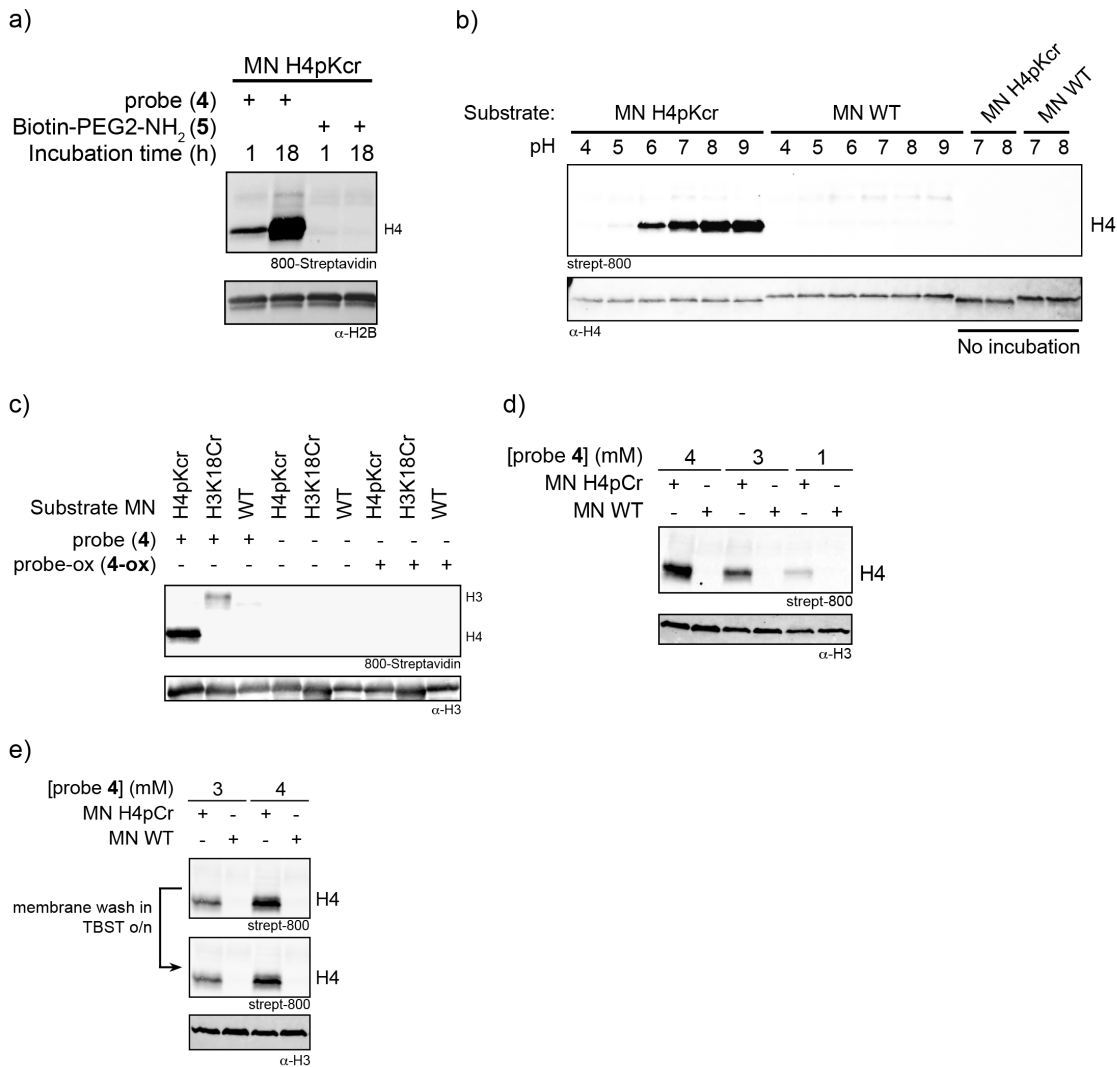 a)
MN H4pKcr
probe (4) + +
Biotin-PEG2-NH2 (5) + +
Incubation time (h) 1 18 1 18
H4
800-Streptavidin
α-H2B
b)
MN H4pKcr MN WT
Substrate: MN H4pKcr MN WT
pH 4 5 6 7 8 9 4 5 6 7 8 9 7 8 7 8
H4
strept-800
α-H4
No incubation
c)
Substrate MN H4pKcr H3K18Cr WT H4pKcr H3K18Cr WT H4pKcr H3K18Cr WT
probe (4) + + + - - - - - -
probe-ox (4-ox) - - - - - - + + +
H3
H4
800-Streptavidin
α-H3
d)
[probe 4] (mM) 4 3 1
MN H4pCr + - + - + -
MN WT - + - + - +
H4
strept-800
α-H3
e)
[probe 4] (mM) 3 4
MN H4pCr + - + -
MN WT - + - +
H4
strept-800
membrane wash in
TBST o/n
H4
strept-800
α-H3